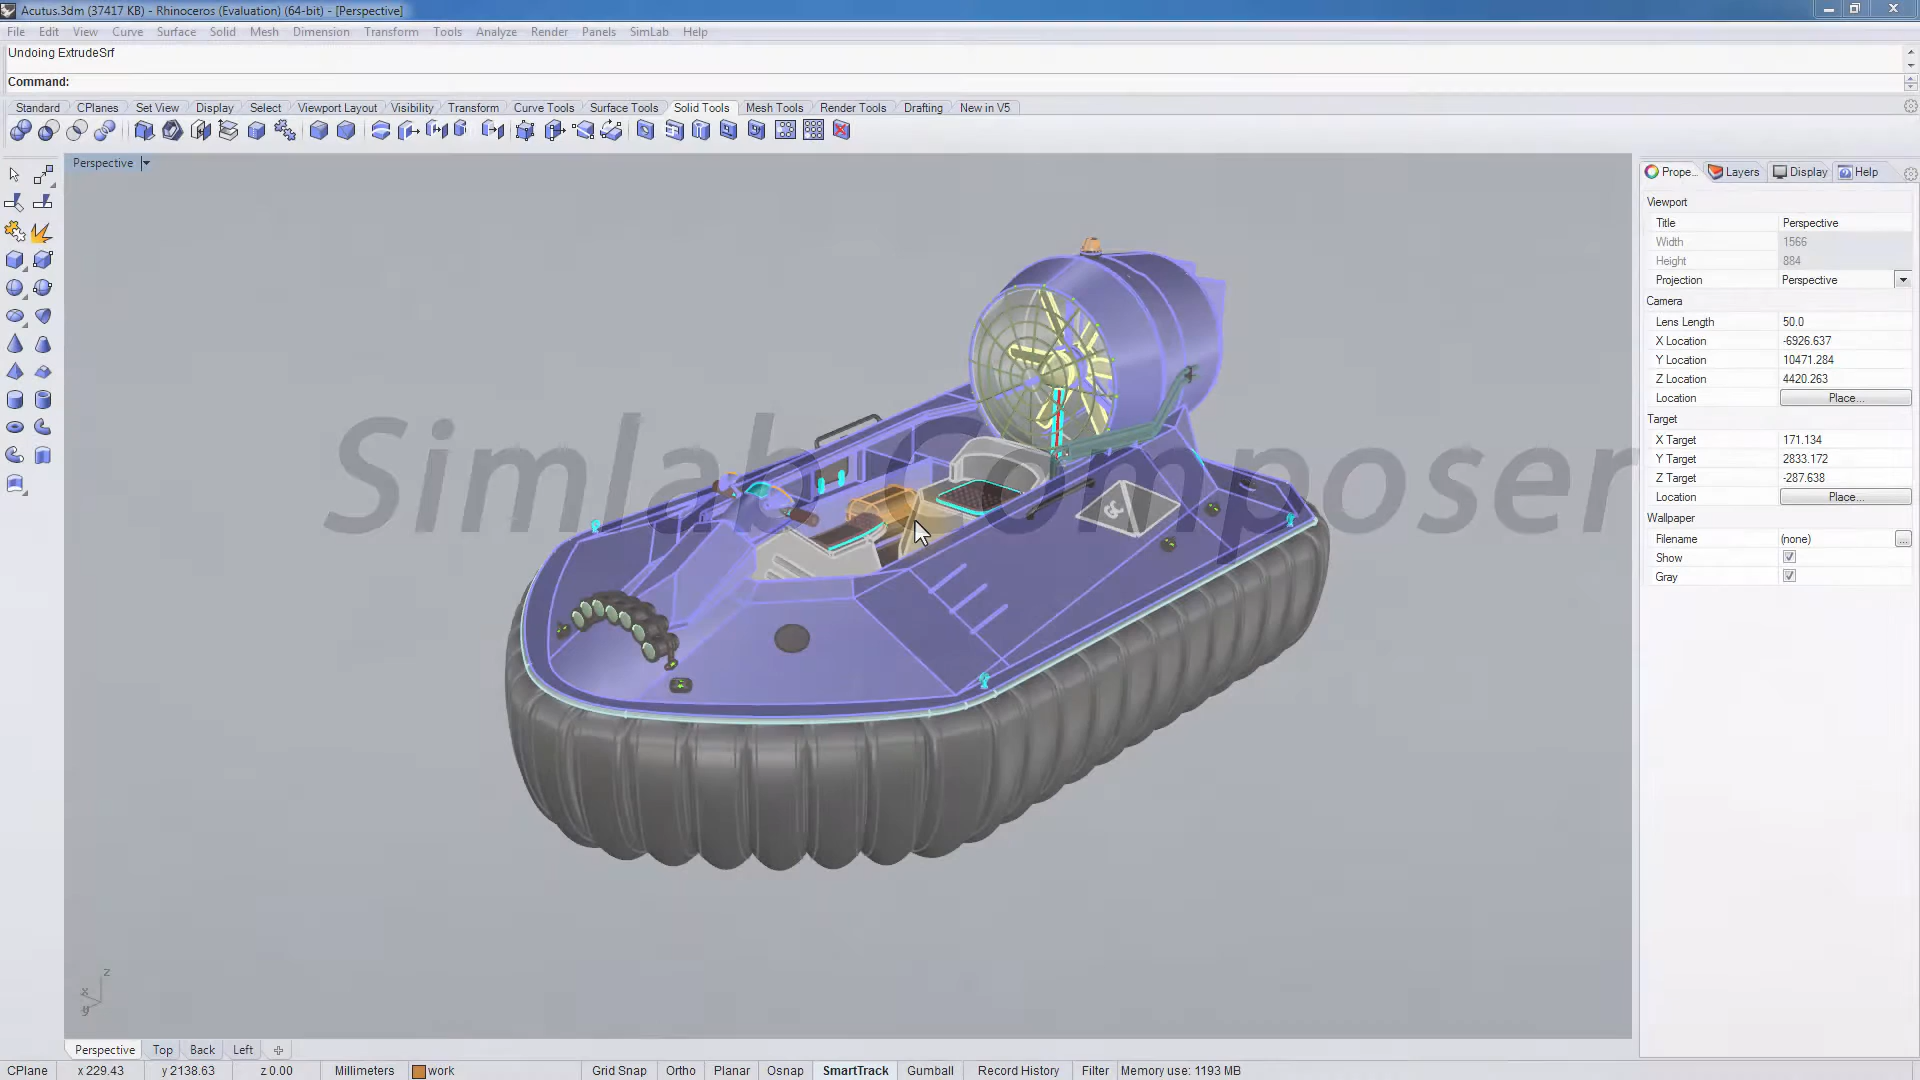 Acutus.3dm (37417 KB) - Rhinoceros (Evaluation) (64-bit) - [Perspective]
File Edit View Curve Surface Solid Mesh Dimension Transform Tools Analyze Render Panels SimLab Help
Undoing ExtrudeSrf
Command:
Standard CPlanes Set View Display Select Viewport Layout Visibility Transform Curve Tools Surface Tools Solid Tools Mesh Tools Render Tools Drafting New in V5
Perspective
Prope... Layers Display Help
Viewport
Title Perspective
Width 1566
Height 884
Projection Perspective
Camera
Lens Length 50.0
X Location -6926.637
Y Location 10471.284
Z Location 4420.263
Location Place...
Target
X Target 171.134
Y Target 2833.172
Z Target -287.638
Location Place...
Wallpaper
Filename (none) ...
Show
Gray
Simlab Composer
GC
z
x
y
Perspective Top Back Left
CPlane x 229.43 y 2138.63 z 0.00 Millimeters work Grid Snap Ortho Planar Osnap SmartTrack Gumball Record History Filter Memory use: 1193 MB